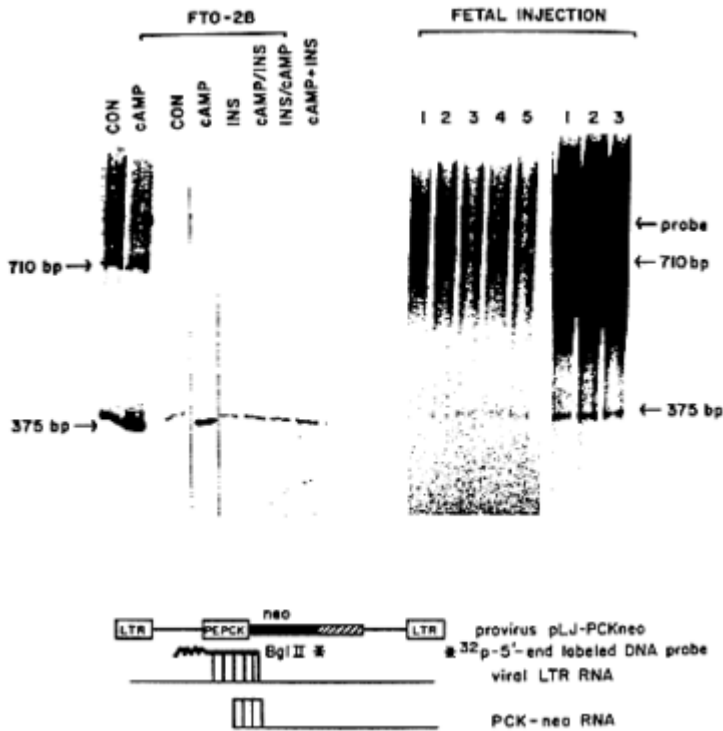 FTO-2B
FETAL INJECTION
CON
cAMP
CON
cAMP
INS
cAMP/INS
INS/cAMP
cAMP+INS
1 2 3 4 5
1 2 3
710 bp →
375 bp →
← probe
← 710bp
← 375 bp
neo
LTR
PEPCK
LTR
provirus pLJ-PCKneo
Bgl II *
* 32p-5'-end labeled DNA probe
viral LTR RNA
PCK-neo RNA